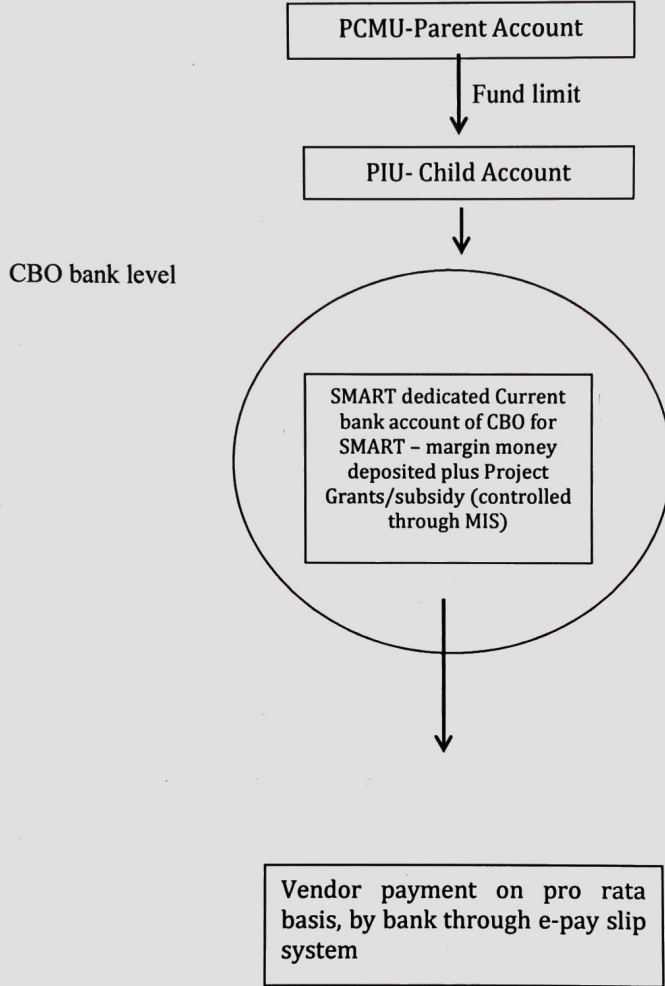 PCMU-Parent Account
Fund limit
PIU- Child Account
CBO bank level
SMART dedicated Current
bank account of CBO for
SMART – margin money
deposited plus Project
Grants/subsidy (controlled
through MIS)
Vendor payment on pro rata
basis, by bank through e-pay slip
system